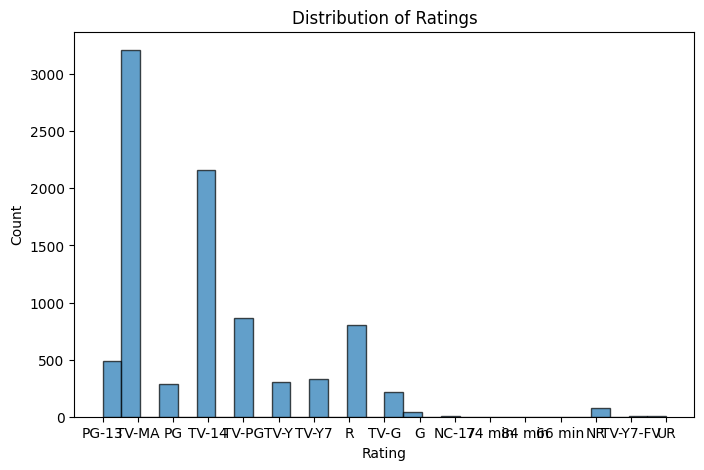 Distribution of Ratings
3000
2500
2000
1500
1000
500
0
Count
PG-13 TV-MA PG TV-14 TV-PG TV-Y TV-Y7 R TV-G G NC-17 74 min 84 min 66 min NR TV-Y7-FV UR
Rating